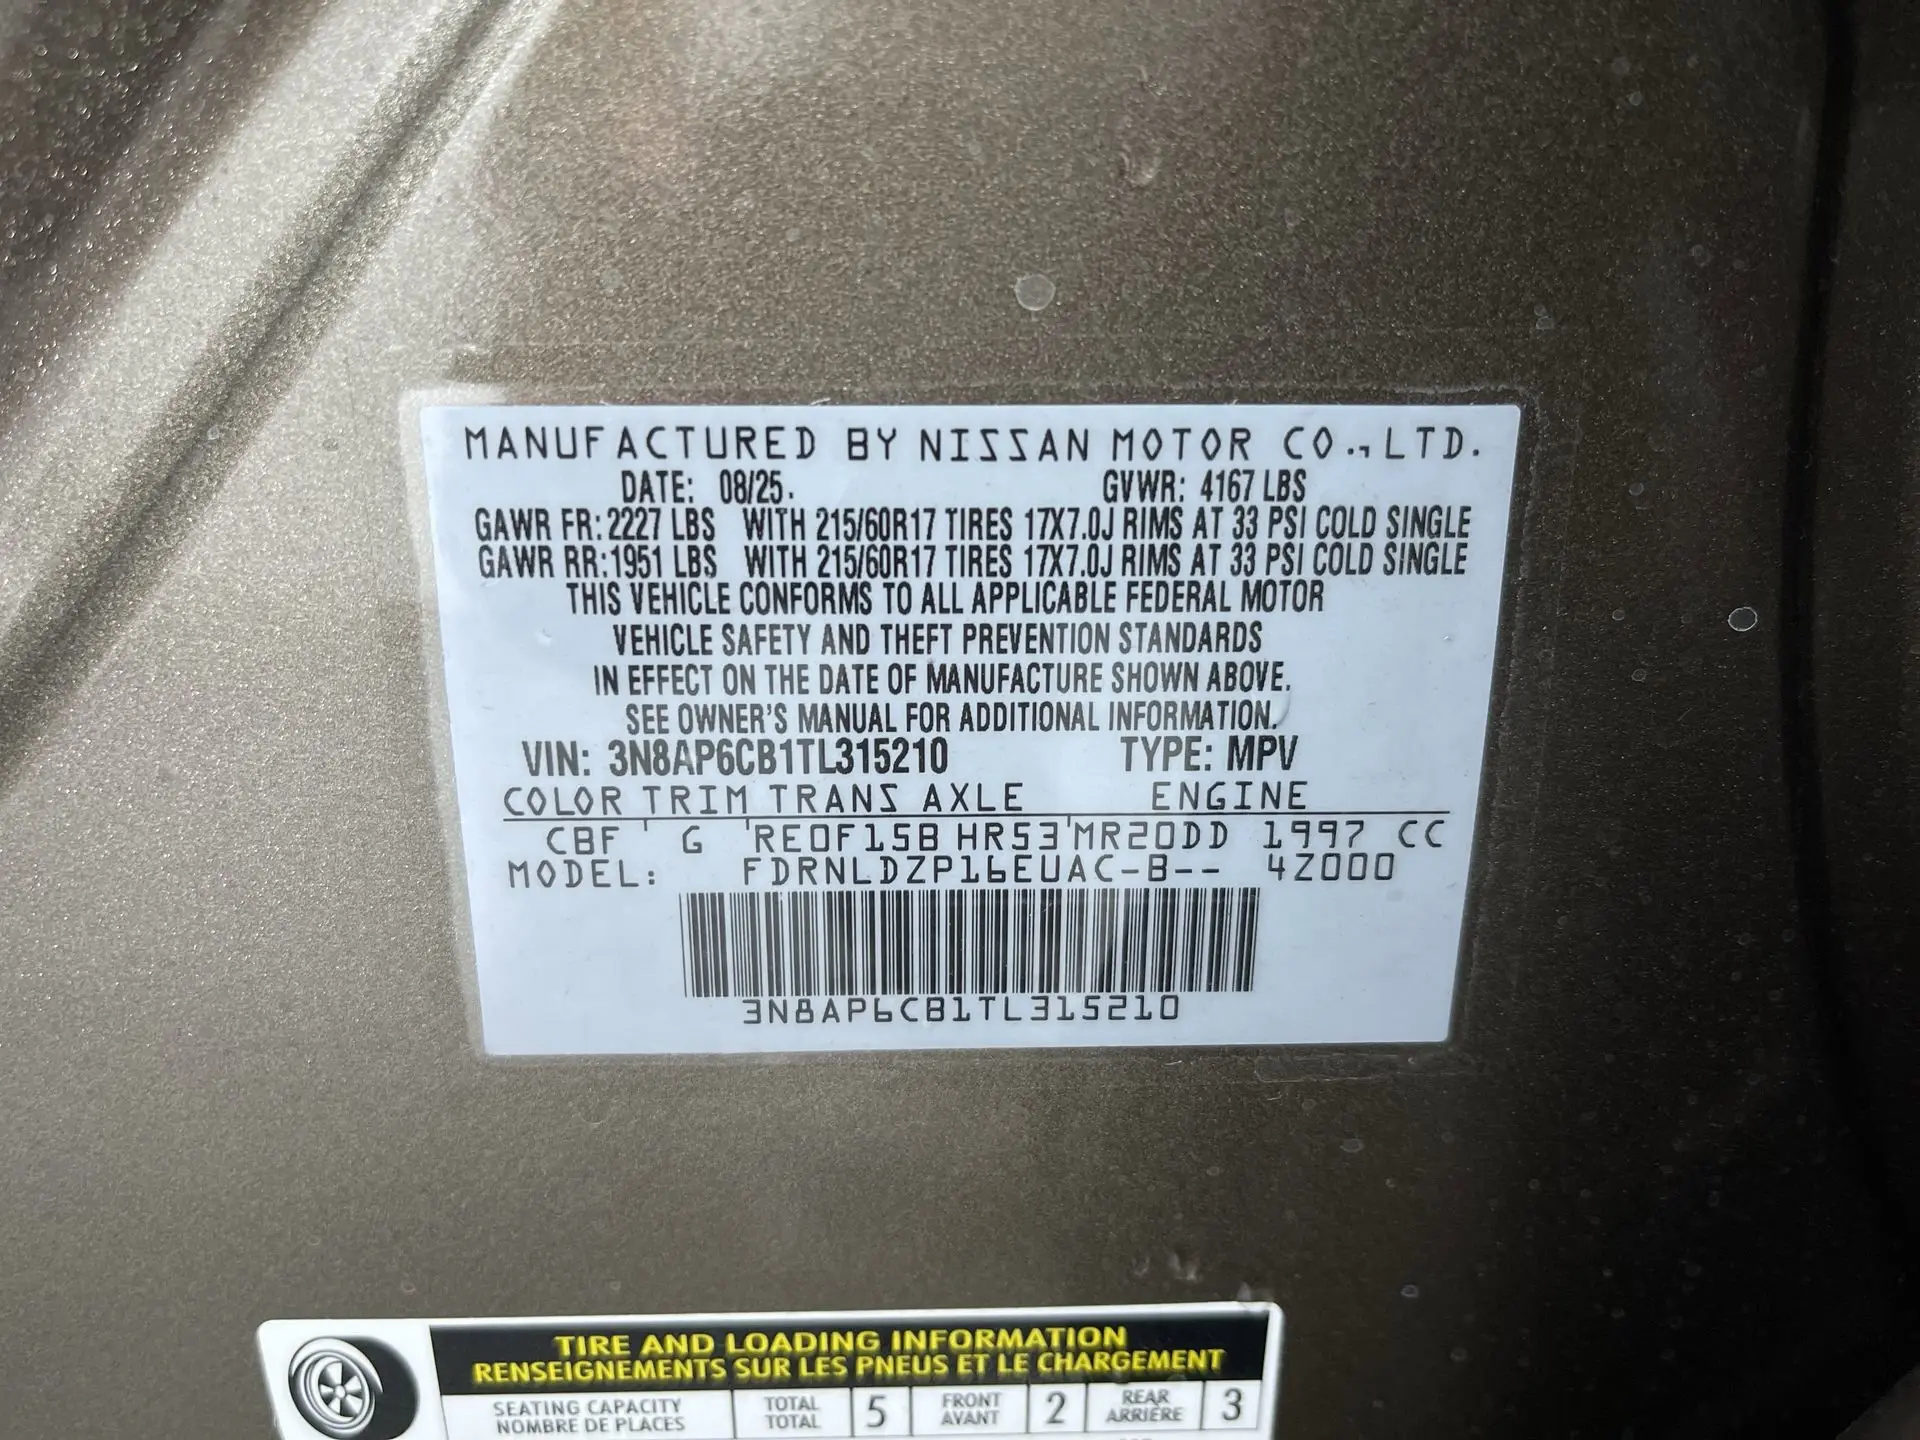 MANUFACTURED BY NISSAN MOTOR CO., LTD.
DATE: 08/25. GVWR: 4167 LBS
GAWR FR: 2227 LBS WITH 215/60R17 TIRES 17X7.0J RIMS AT 33 PSI COLD SINGLE
GAWR RR: 1951 LBS WITH 215/60R17 TIRES 17X7.0J RIMS AT 33 PSI COLD SINGLE
THIS VEHICLE CONFORMS TO ALL APPLICABLE FEDERAL MOTOR
VEHICLE SAFETY AND THEFT PREVENTION STANDARDS
IN EFFECT ON THE DATE OF MANUFACTURE SHOWN ABOVE.
SEE OWNER'S MANUAL FOR ADDITIONAL INFORMATION.
VIN: 3N8AP6CB1TL315210 TYPE: MPV
COLOR TRIM TRANS AXLE ENGINE
CBF G RE0F15B HR53 MR20DD 1997 CC
MODEL: FDRNLDZP16EUAC-B-- 4Z000
3N8AP6CB1TL315210
TIRE AND LOADING INFORMATION
RENSEIGNEMENTS SUR LES PNEUS ET LE CHARGEMENT
SEATING CAPACITY TOTAL 5 FRONT 2 REAR 3
NOMBRE DE PLACES TOTAL AVANT ARRIÈRE